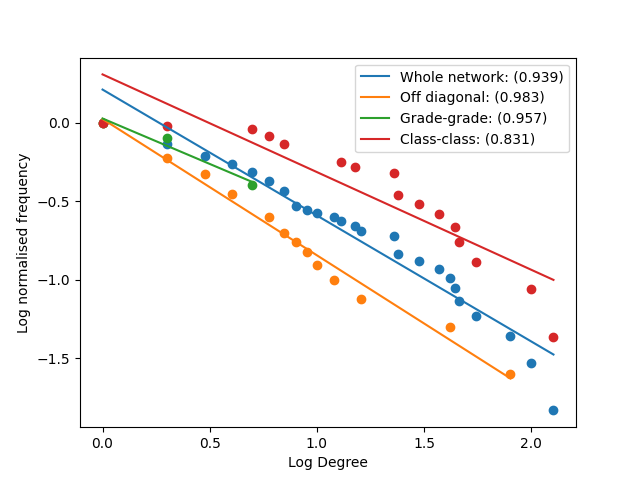 Whole network: (0.939)
Off diagonal: (0.983)
Grade-grade: (0.957)
Class-class: (0.831)
0.0
−0.5
−1.0
−1.5
Log normalised frequency
0.0 0.5 1.0 1.5 2.0
Log Degree